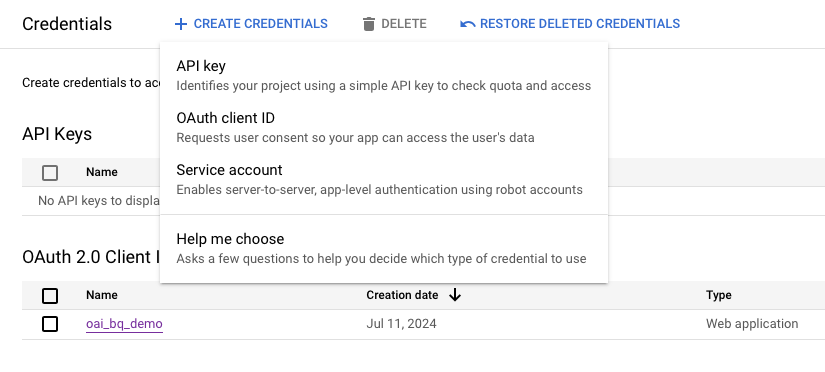 Credentials
CREATE CREDENTIALS
DELETE
RESTORE DELETED CREDENTIALS
API key
Identifies your project using a simple API key to check quota and access
Create credentials to
OAuth client ID
Requests user consent so your app can access the user's data
API Keys
Service account
Enables server-to-server, app-level authentication using robot accounts
Name
No API keys to
Help me choose
Asks a few questions to help you decide which type of credential to use
OAuth 2.0 Client
Name Creation date Type
oai_bq_demo Jul 11, 2024 Web application